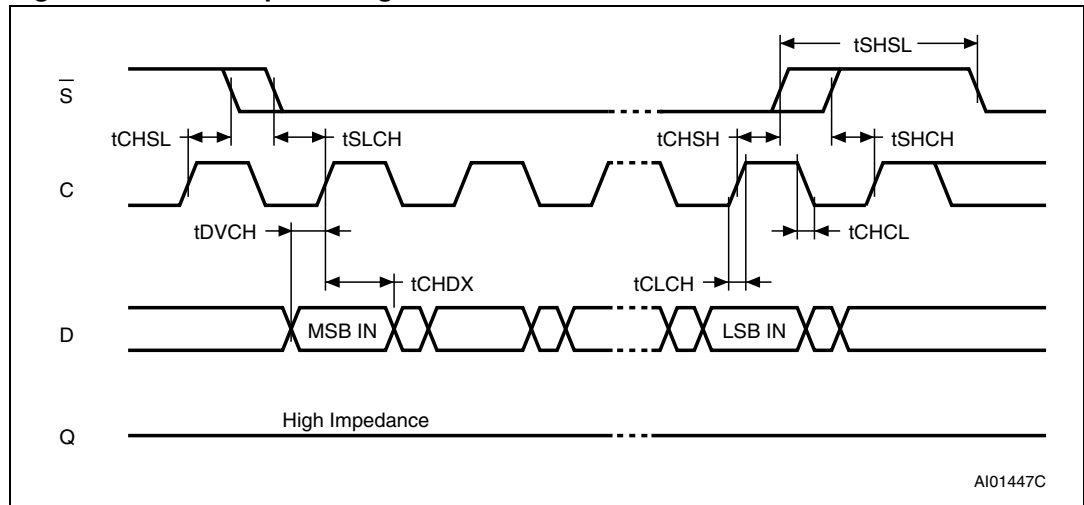 tSHSL
S
tCHSL
tSLCH
tCHSH
tSHCH
C
tDVCH
tCHCL
tCHDX
tCLCH
D
MSB IN
LSB IN
High Impedance
Q
AI01447C